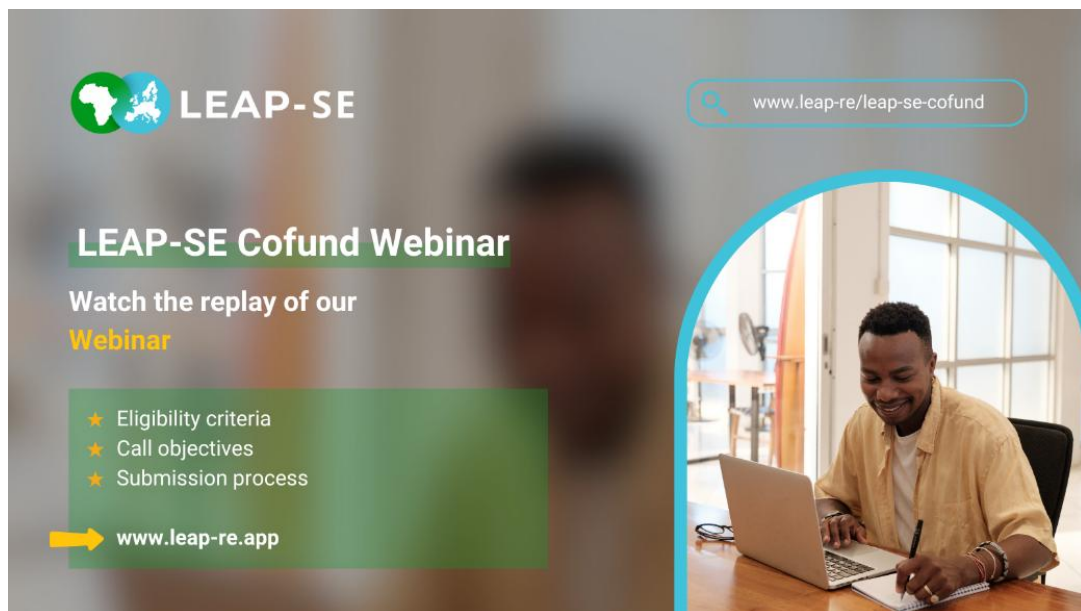 LEAP-SE
www.leap-re/leap-se-cofund
LEAP-SE Cofund Webinar
Watch the replay of our
Webinar
Eligibility criteria
Call objectives
Submission process
www.leap-re.app